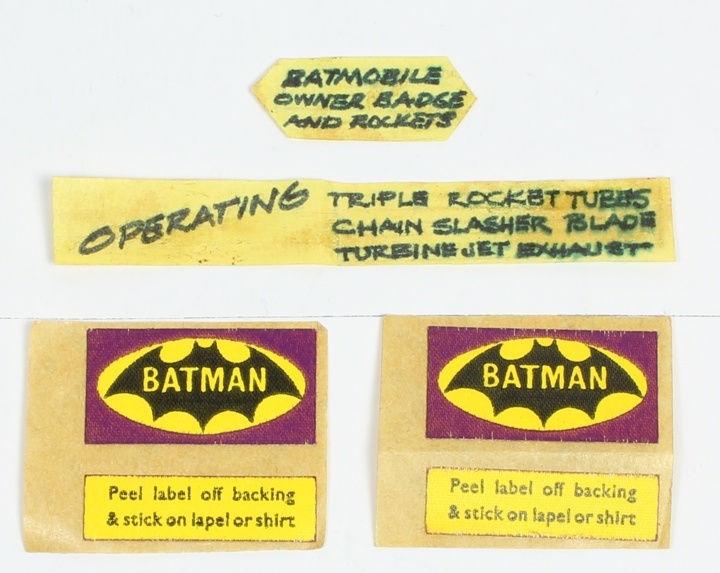 BATMOBILE
OWNER BADGE
AND ROCKETS
OPERATING
TRIPLE ROCKET TUBES
CHAIN SLASHER BLADE
TURBINE JET EXHAUST
BATMAN
Peel label off backing
& stick on lapel or shirt
BATMAN
Peel label off backing
& stick on lapel or shirt